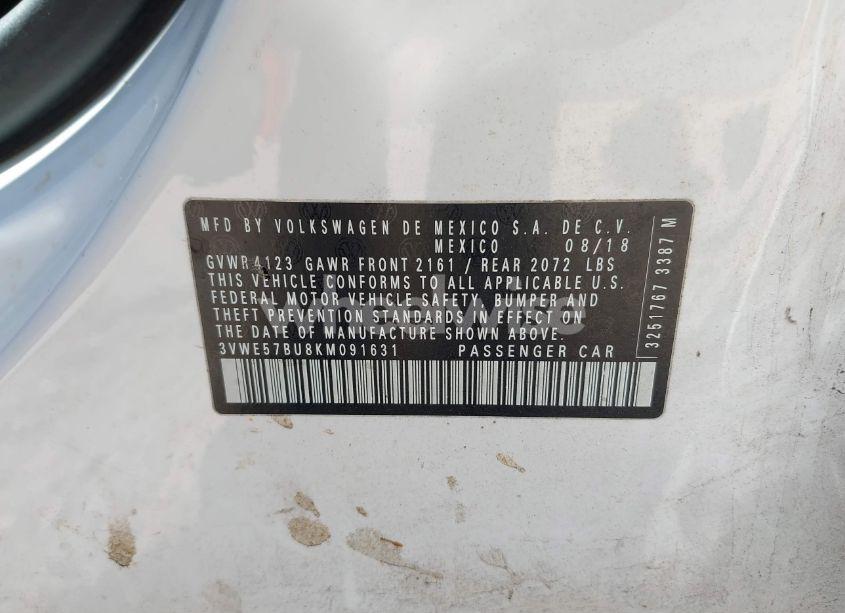 MFD BY VOLKSWAGEN DE MEXICO S.A. DE C.V.
MEXICO 08/18
GVWR 4123 GAWR FRONT 2161 / REAR 2072 LBS
THIS VEHICLE CONFORMS TO ALL APPLICABLE U.S.
FEDERAL MOTOR VEHICLE SAFETY, BUMPER AND
THEFT PREVENTION STANDARDS IN EFFECT ON
THE DATE OF MANUFACTURE SHOWN ABOVE.
3VWE57BU8KM091631 PASSENGER CAR
3251767 3387 M